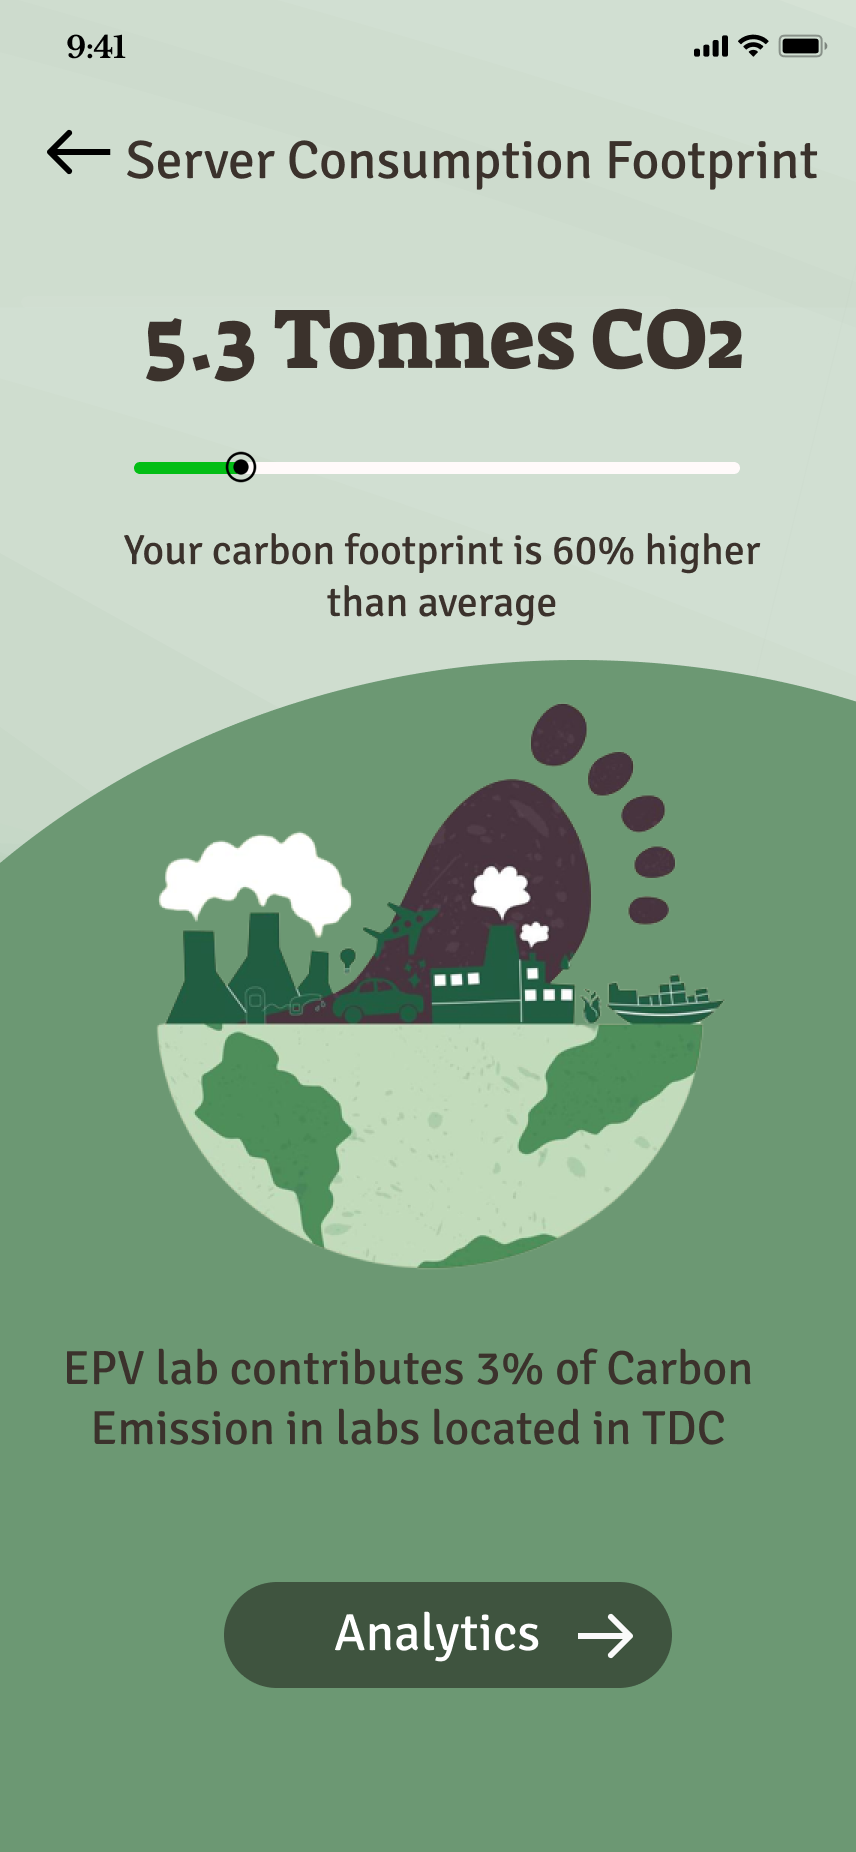 9:41
Server Consumption Footprint
5.3 Tonnes CO2
Your carbon footprint is 60% higher
than average
EPV lab contributes 3% of Carbon
Emission in labs located in TDC
Analytics